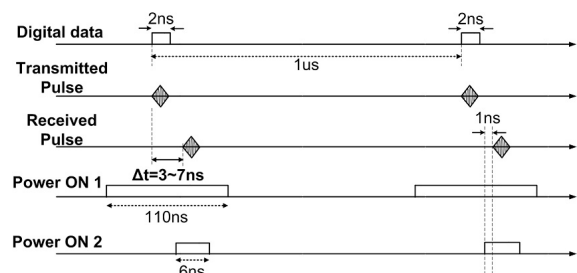 2ns 2ns
Digital data
1us
Transmitted
Pulse
Received
Pulse
1ns
Δt=3~7ns
Power ON 1
110ns
Power ON 2
6ns